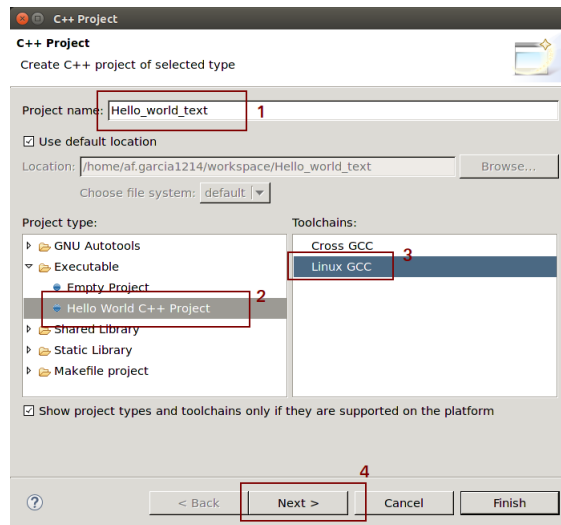 C++ Project
C++ Project
Create C++ project of selected type
Project name: Hello_world_text 1
Use default location
Location: /home/af.garcia1214/workspace/Hello_world_text Browse...
Choose file system: default
Project type: Toolchains:
GNU Autotools Cross GCC 3
Executable Linux GCC
Empty Project 2
Hello World C++ Project
Shared Library
Static Library
Makefile project
Show project types and toolchains only if they are supported on the platform
4
? < Back Next > Cancel Finish